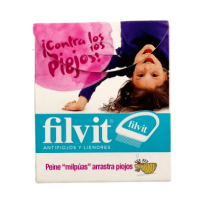 ¡Contra los
Piojos!
filvit®
ANTIPIOJOS Y LIENDRES
filvit
Peine "milpúas" arrastra piojos